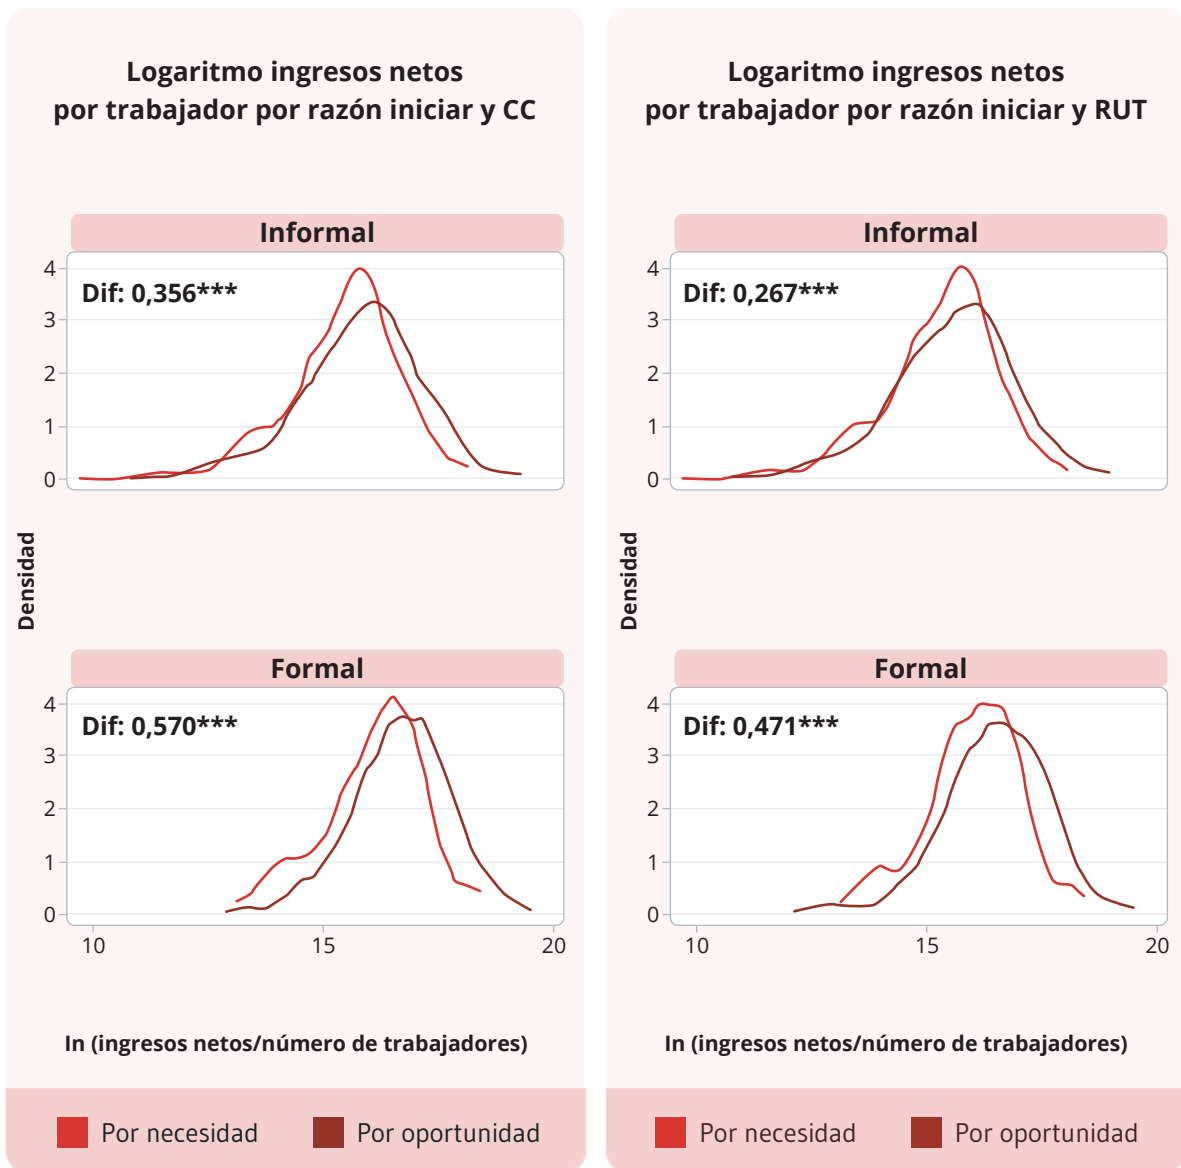 Logaritmo ingresos netos
por trabajador por razón iniciar y CC
Informal
Dif: 0,356***
4
3
2
1
0
Densidad
Formal
Dif: 0,570***
4
3
2
1
0
10 15 20
In (ingresos netos/número de trabajadores)
Por necesidad Por oportunidad
Logaritmo ingresos netos
por trabajador por razón iniciar y RUT
Informal
Dif: 0,267***
4
3
2
1
0
Densidad
Formal
Dif: 0,471***
4
3
2
1
0
10 15 20
In (ingresos netos/número de trabajadores)
Por necesidad Por oportunidad